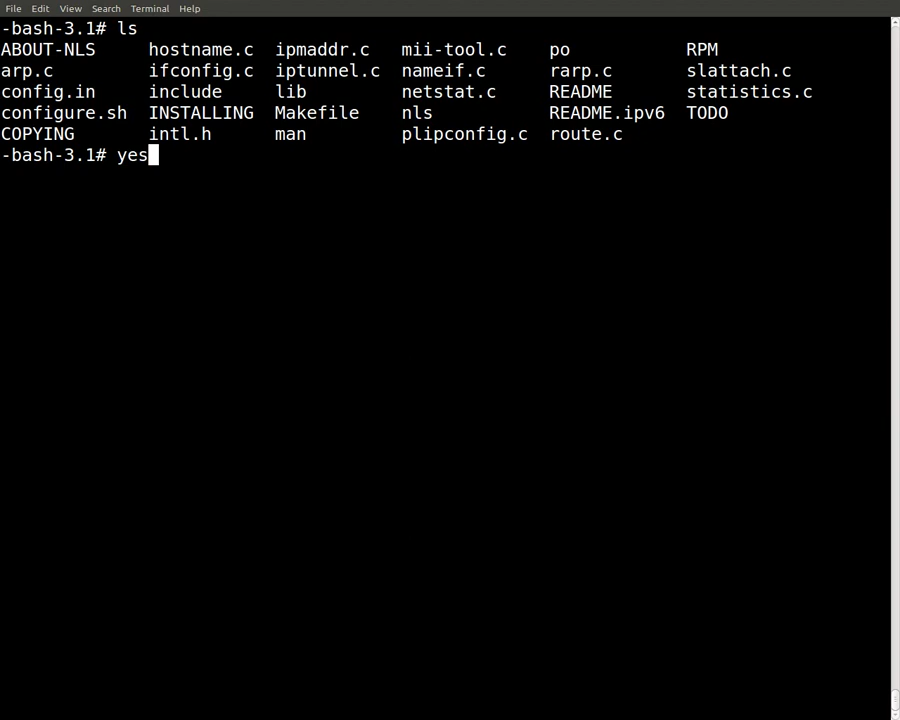 File Edit View Search Terminal Help
-bash-3.1# ls
ABOUT-NLS hostname.c ipmaddr.c mii-tool.c po RPM
arp.c ifconfig.c iptunnel.c nameif.c rarp.c slattach.c
config.in include lib netstat.c README statistics.c
configure.sh INSTALLING Makefile nls README.ipv6 TODO
COPYING intl.h man plipconfig.c route.c
-bash-3.1# yes